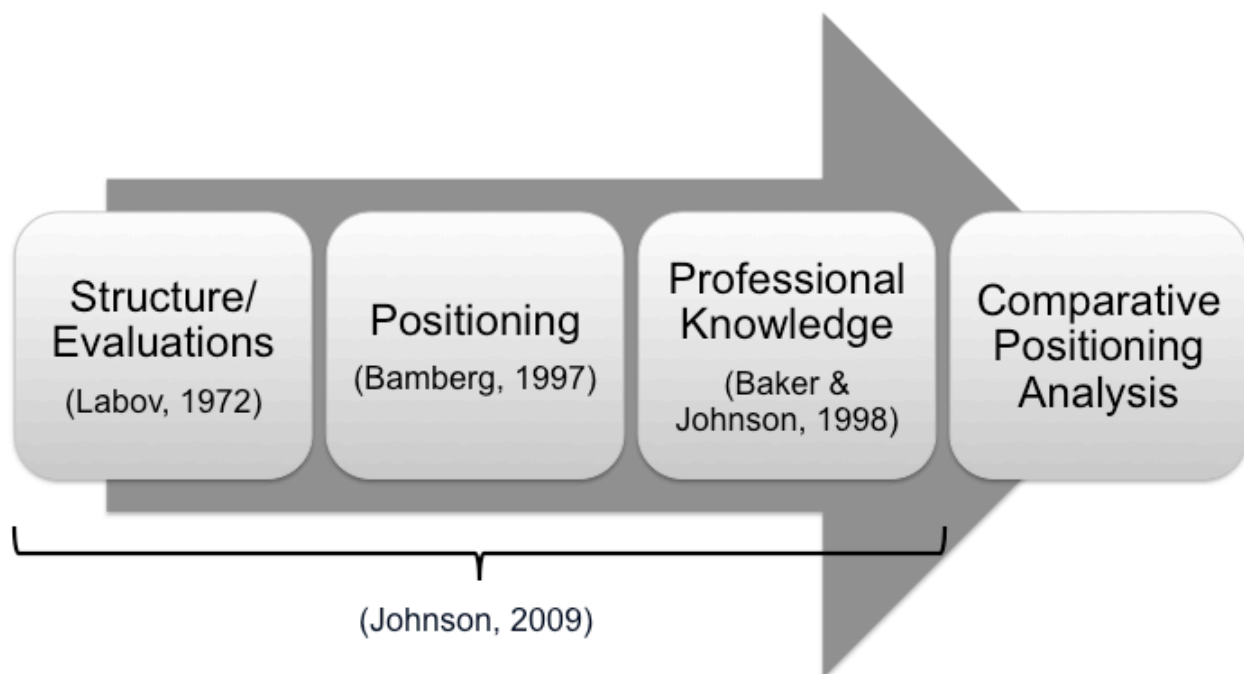 Structure/
Evaluations
(Labov, 1972)
Positioning
(Bamberg, 1997)
Professional
Knowledge
(Baker &
Johnson, 1998)
Comparative
Positioning
Analysis
(Johnson, 2009)